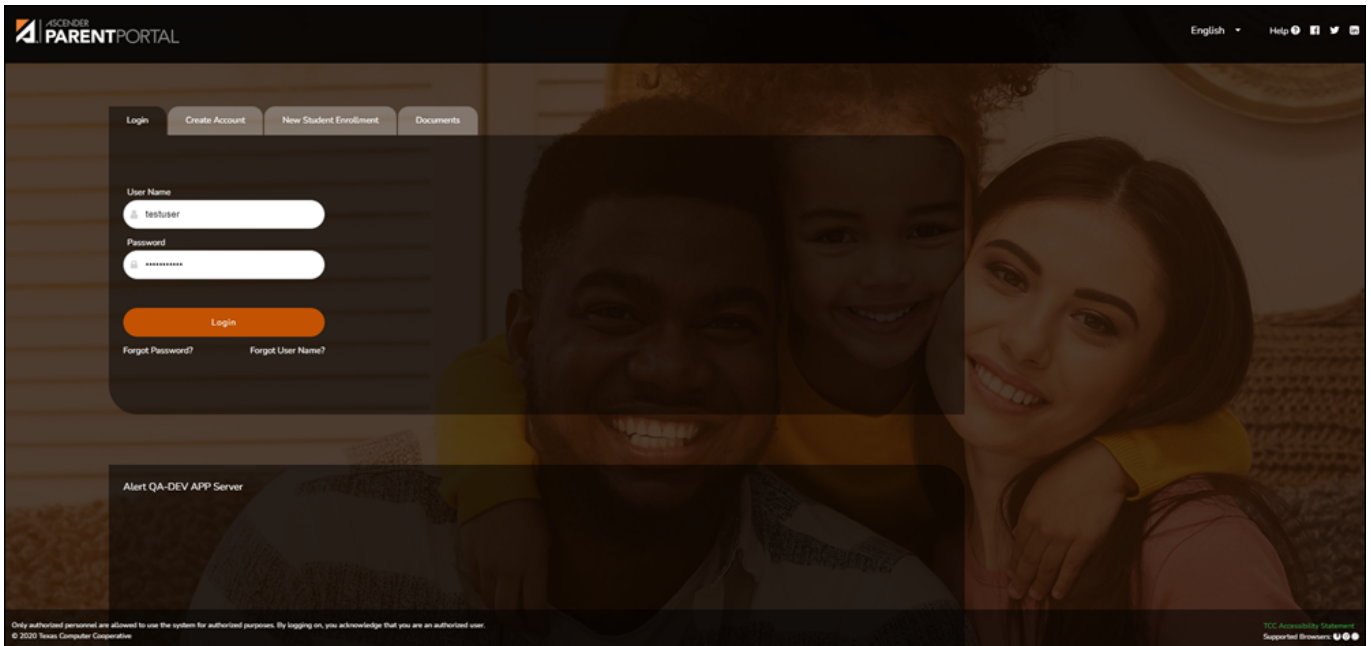 ASCENDER
PARENTPORTAL
English
Help
Login
Create Account
New Student Enrollment
Documents
User Name
testuser
Password
Login
Forgot Password?
Forgot User Name?
Alert QA-DEV APP Server
Only authorized personnel are allowed to use the system for authorized purposes. By logging on, you acknowledge that you are an authorized user.
© 2020 Texas Computer Cooperative
TCC Accessibility Statement
Supported Browsers: